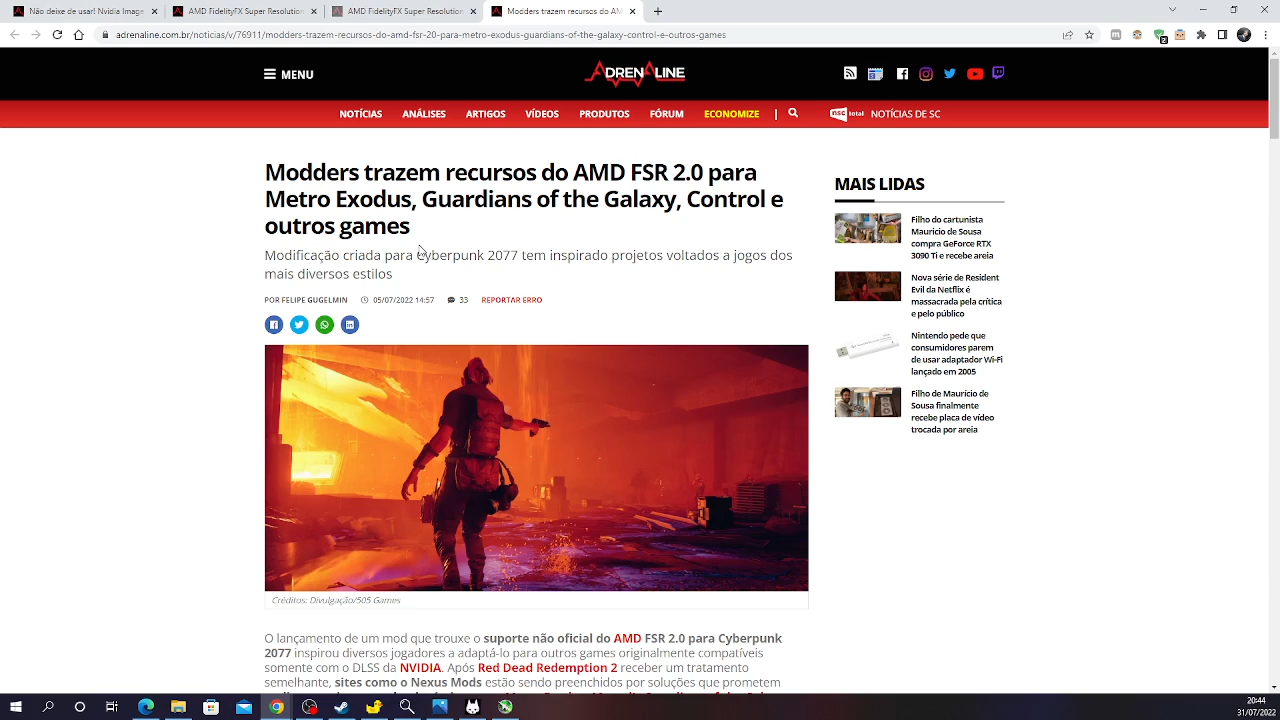 Não deixe de usar! Nvidia Image
AMD FidelityFX Super Resolution
AMD FidelityFX Super Resolution
Modders trazem recursos do AM
adrenaline.com.br/noticias/v/76911/modders-trazem-recursos-do-amd-fsr-20-para-metro-exodus-guardians-of-the-galaxy-control-e-outros-games
MENU
ADRENALINE
NOTÍCIAS ANÁLISES ARTIGOS VÍDEOS PRODUTOS FÓRUM ECONOMIZE | nsc total NOTÍCIAS DE SC
Modders trazem recursos do AMD FSR 2.0 para
Metro Exodus, Guardians of the Galaxy, Control e
outros games
Modificação criada para Cyberpunk 2077 tem inspirado projetos voltados a jogos dos
mais diversos estilos
POR FELIPE GUGELMIN 05/07/2022 14:57 33 REPORTAR ERRO
Créditos: Divulgação/505 Games
O lançamento de um mod que trouxe o suporte não oficial do AMD FSR 2.0 para Cyberpunk
2077 inspirou diversos jogadores a adaptá-lo para outros games originalmente compatíveis
somente com o DLSS da NVIDIA. Após Red Dead Redemption 2 receber um tratamento
semelhante, sites como o Nexus Mods estão sendo preenchidos por soluções que prometem
MAIS LIDAS
Filho do cartunista
Mauricio de Sousa
compra GeForce RTX
3090 Ti e recebe areia
Nova série de Resident
Evil da Netflix é
massacrada pela crítica
e pelo público
Nintendo pede que
consumidores parem
de usar adaptador Wi-Fi
lançado em 2005
Filho de Maurício de
Sousa finalmente
recebe placa de vídeo
trocada por areia
20:44
31/07/2022